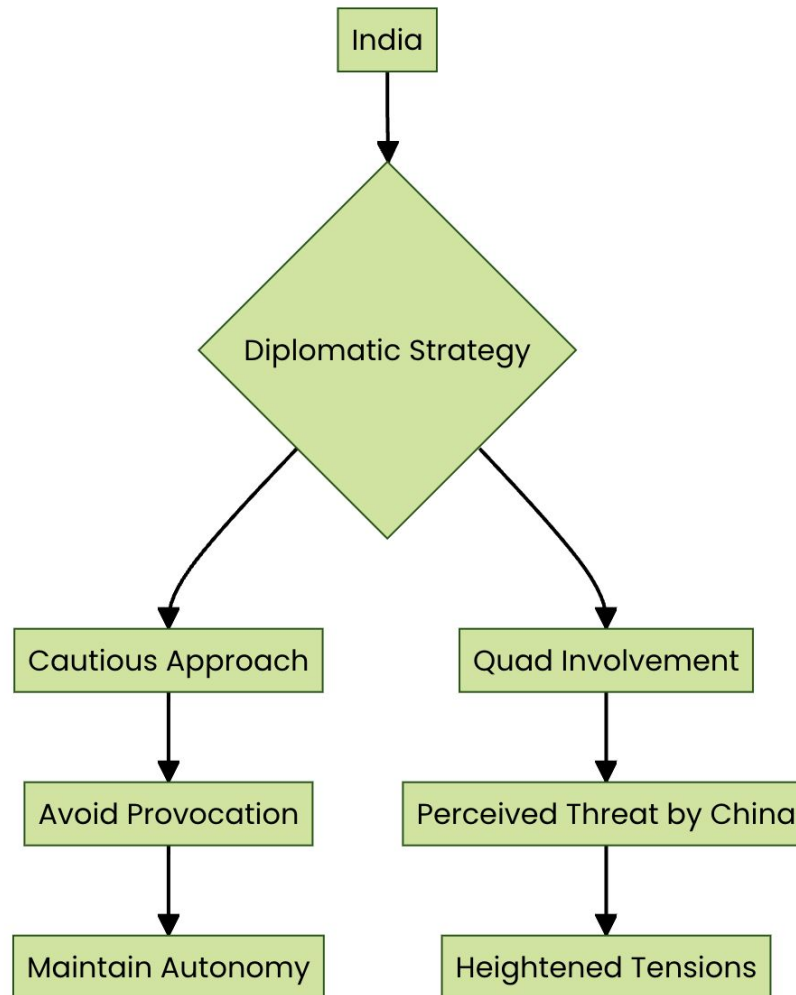 India
Diplomatic Strategy
Cautious Approach
Quad Involvement
Avoid Provocation
Perceived Threat by China
Maintain Autonomy
Heightened Tensions